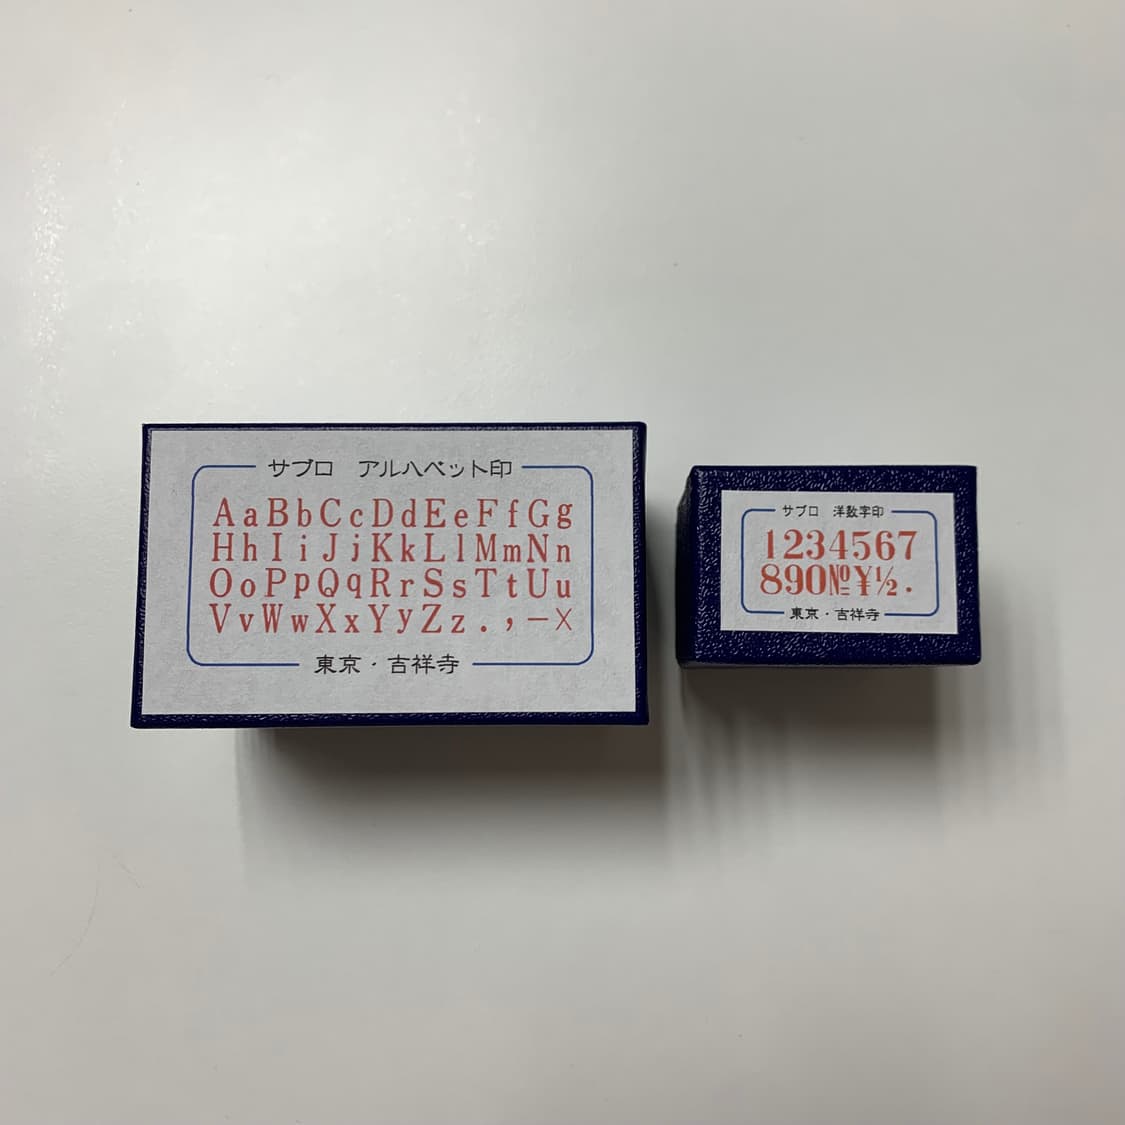 サブロ　アルハベット印
AaBbCcDdEeFfGg
HhIiJjKkLlMmNn
OoPpQqRrSsTtUu
VvWwXxYyZz.,-×
東京・吉祥寺
サブロ　洋数字印
1234567
890№¥½.
東京・吉祥寺